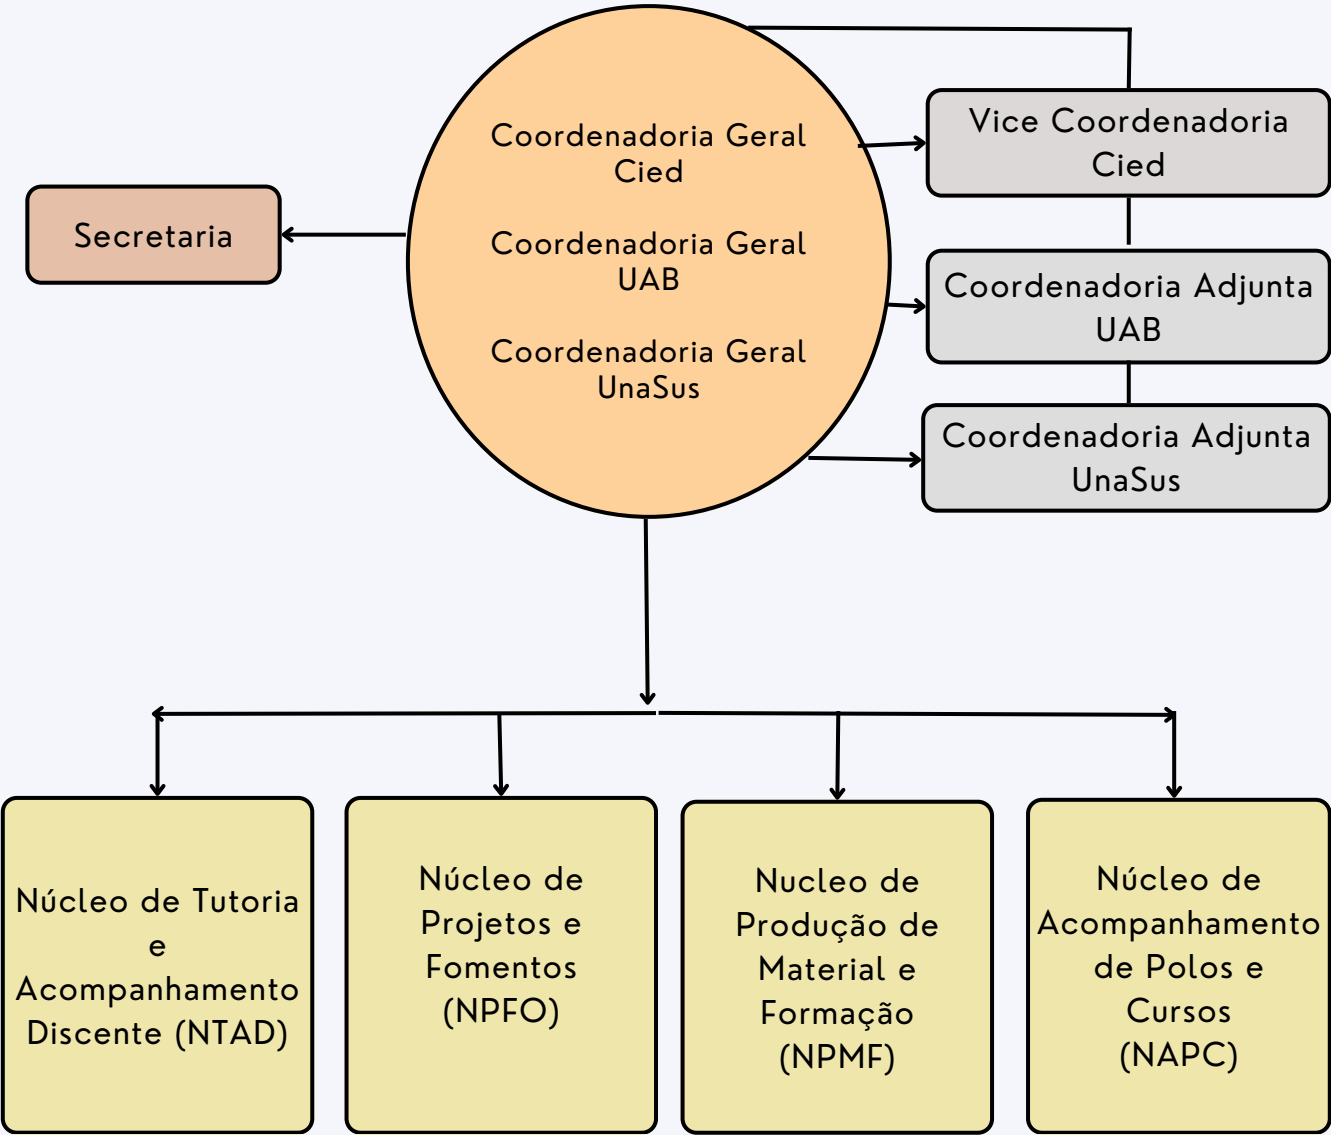 Coordenadoria Geral
Cied
Coordenadoria Geral
UAB
Coordenadoria Geral
UnaSus
Secretaria
Vice Coordenadoria
Cied
Coordenadoria Adjunta
UAB
Coordenadoria Adjunta
UnaSus
Núcleo de Tutoria
e
Acompanhamento
Discente (NTAD)
Núcleo de
Projetos e
Fomentos
(NPFO)
Nucleo de
Produção de
Material e
Formação
(NPMF)
Núcleo de
Acompanhamento
de Polos e
Cursos
(NAPC)